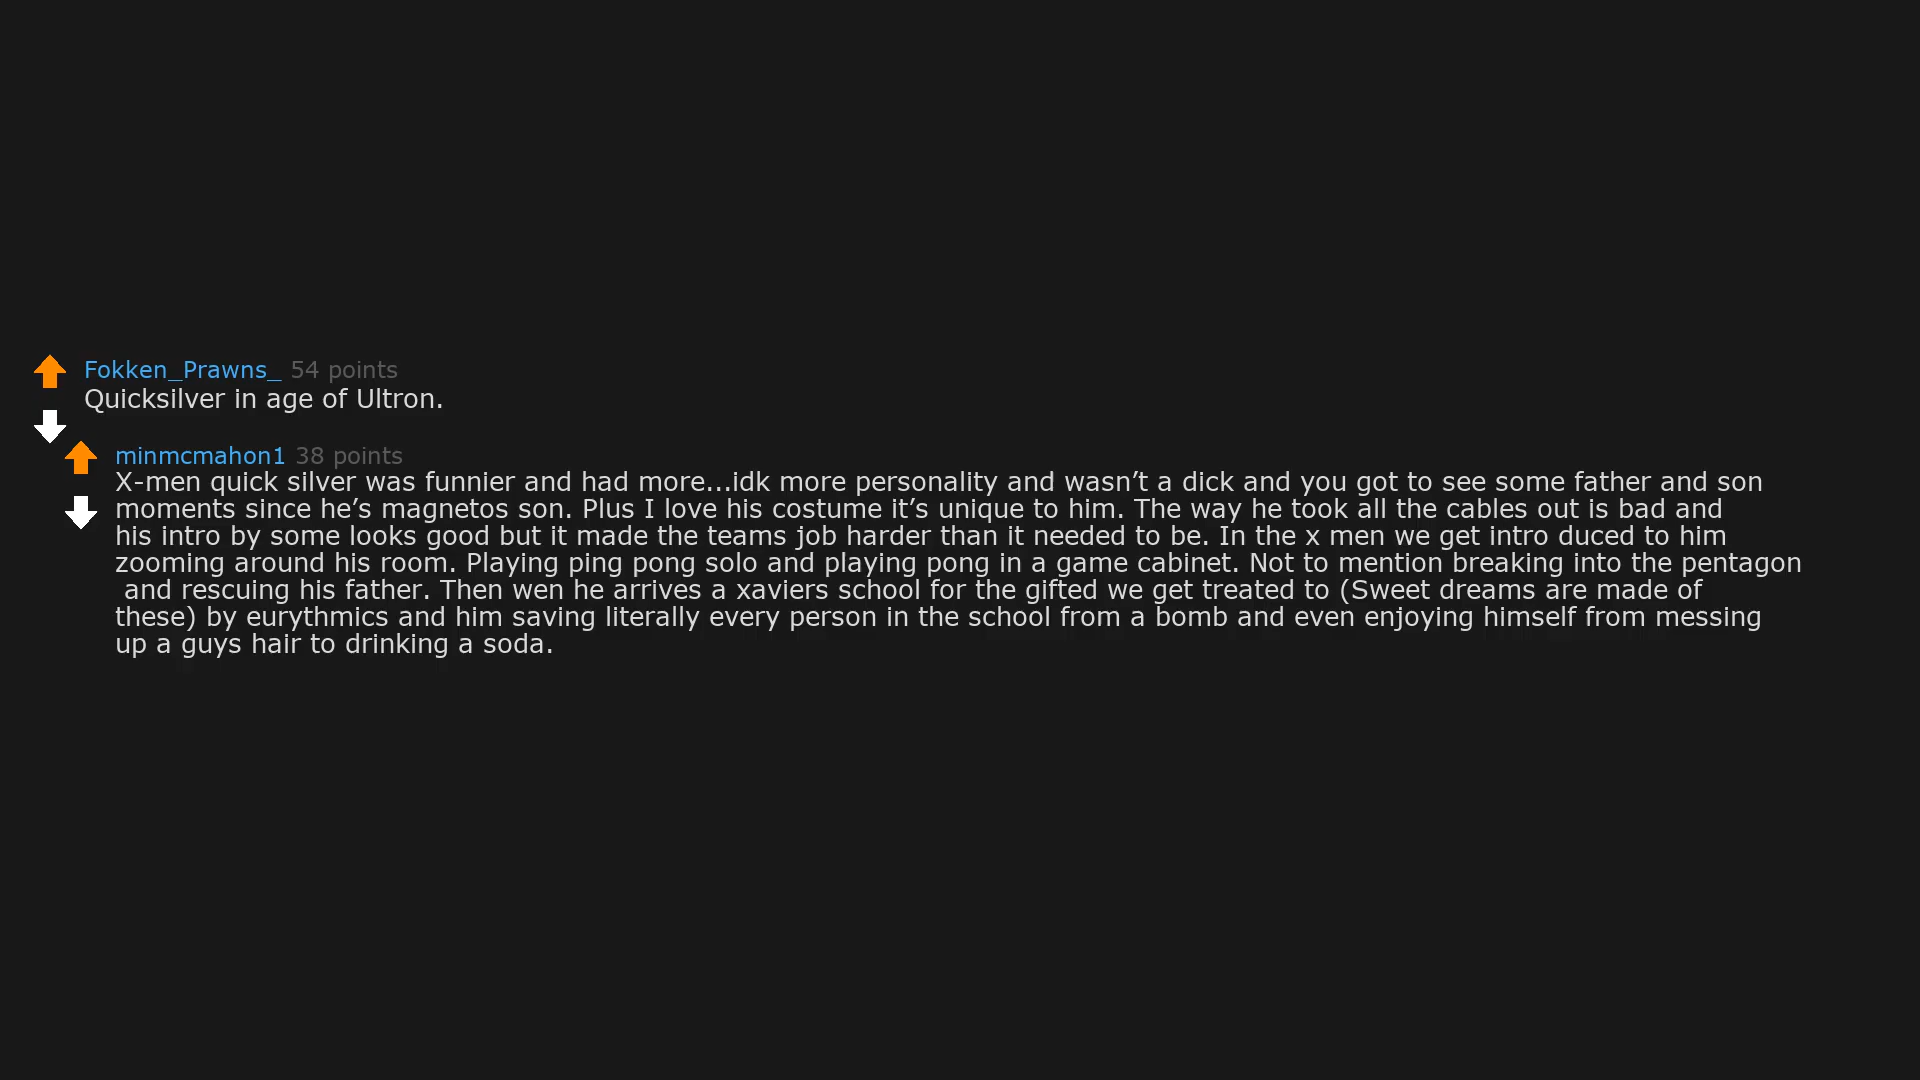 Fokken_Prawns_ 54 points
Quicksilver in age of Ultron.
minmcmahon1 38 points
X-men quick silver was funnier and had more...idk more personality and wasn’t a dick and you got to see some father and son
moments since he’s magnetos son. Plus I love his costume it’s unique to him. The way he took all the cables out is bad and
his intro by some looks good but it made the teams job harder than it needed to be. In the x men we get intro duced to him
zooming around his room. Playing ping pong solo and playing pong in a game cabinet. Not to mention breaking into the pentagon
and rescuing his father. Then wen he arrives a xaviers school for the gifted we get treated to (Sweet dreams are made of
these) by eurythmics and him saving literally every person in the school from a bomb and even enjoying himself from messing
up a guys hair to drinking a soda.